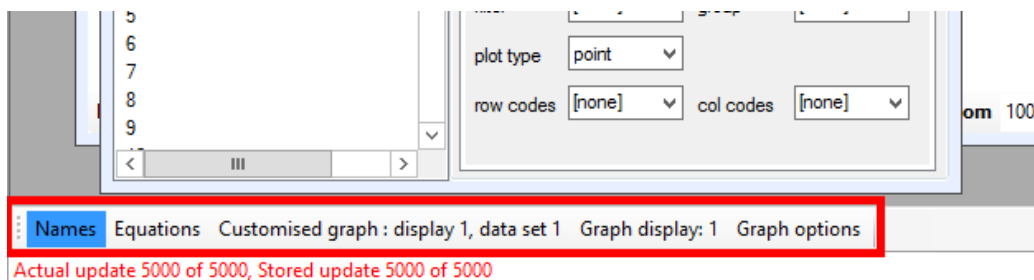 5
6
plot type point
7
8
row codes [none] col codes [none]
om 100
9
Names Equations Customised graph : display 1, data set 1 Graph display: 1 Graph options
Actual update 5000 of 5000, Stored update 5000 of 5000